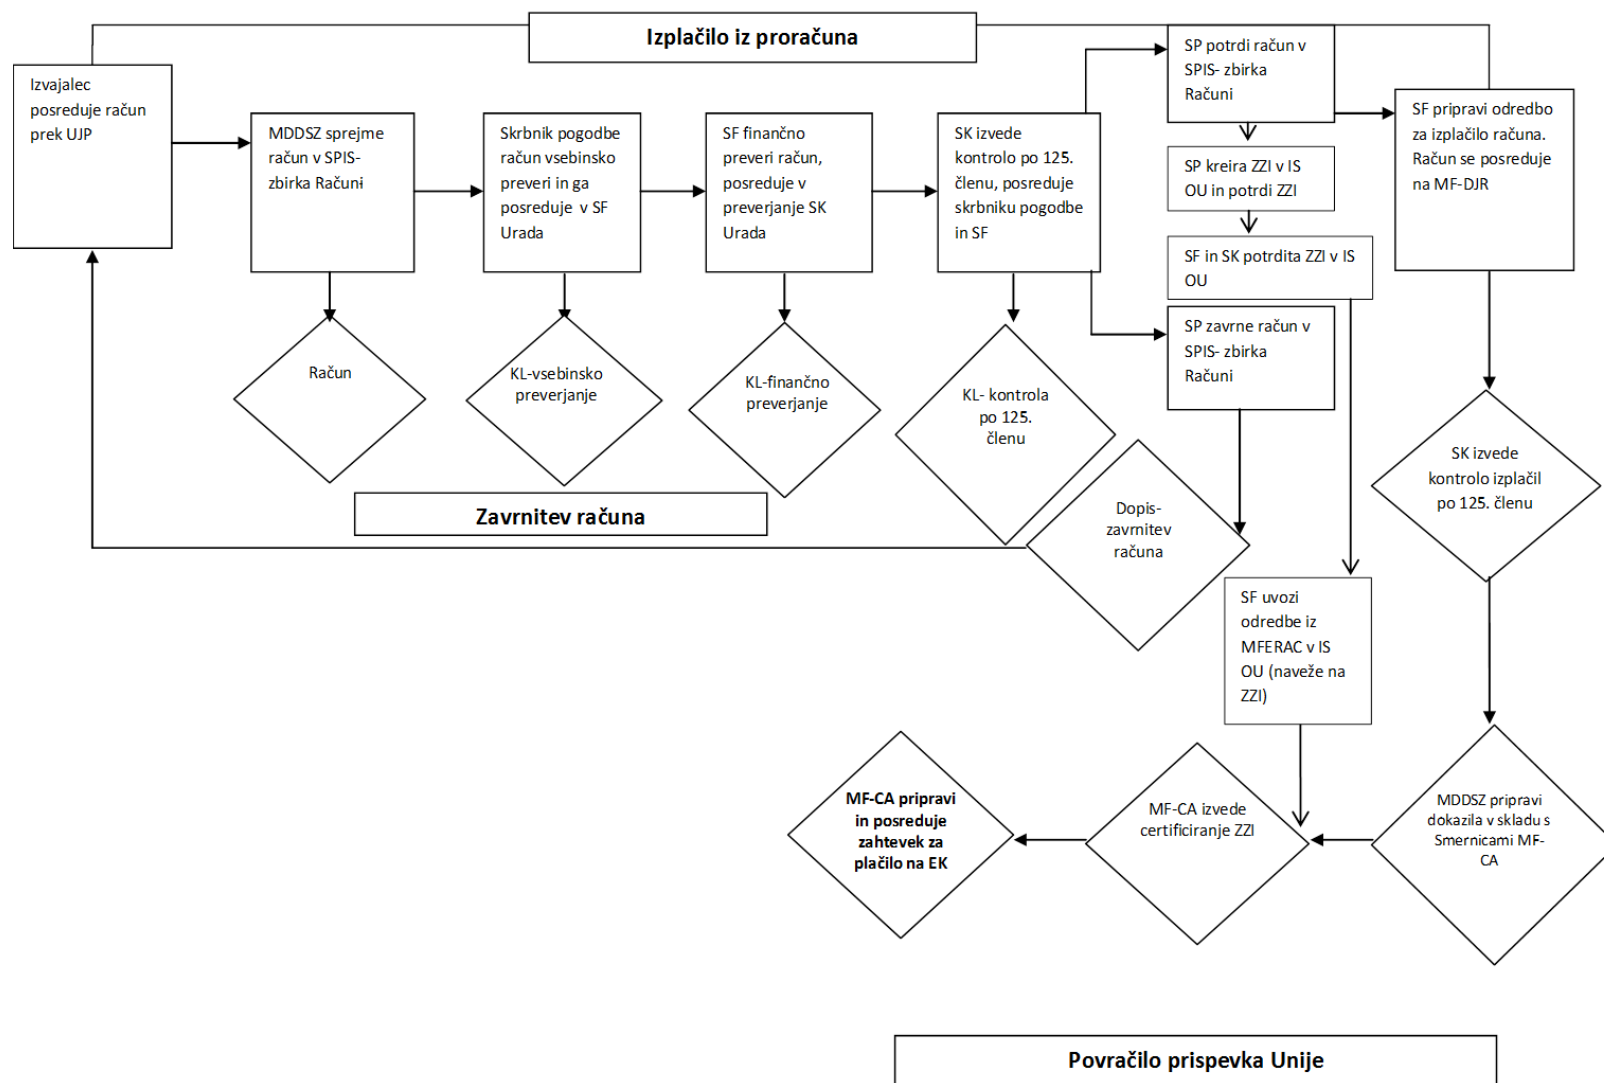 Izplačilo iz proračuna
Izvajalec
posreduje račun
prek UJP
MDDSZ sprejme
račun v SPIS-
zbirka Računi
Skrbnik pogodbe
račun vsebinsko
preveri in ga
posreduje v SF
Urada
SF finančno
preveri račun,
posreduje v
preverjanje SK
Urada
SK izvede
kontrolo po 125.
členu, posreduje
skrbniku pogodbe
in SF
SP potrdi račun v
SPIS- zbirka
Računi
SP kreira ZZI v IS
OU in potrdi ZZI
SF in SK potrdita ZZI v IS
OU
SP zavrne račun v
SPIS- zbirka
Računi
SF pripravi odredbo
za izplačilo računa.
Račun se posreduje
na MF-DJR
Račun
KL-vsebinsko
preverjanje
KL-finančno
preverjanje
KL- kontrola
po 125.
členu
Dopis-
zavrnitev
računa
SK izvede
kontrolo izplačil
po 125. členu
Zavrnitev računa
SF uvozi
odredbe iz
MFERAC v IS
OU (naveže na
ZZI)
MF-CA pripravi
in posreduje
zahtevek za
plačilo na EK
MF-CA izvede
certificiranje ZZI
MDDSZ pripravi
dokazila v skladu s
Smernicami MF-
CA
Povračilo prispevka Unije